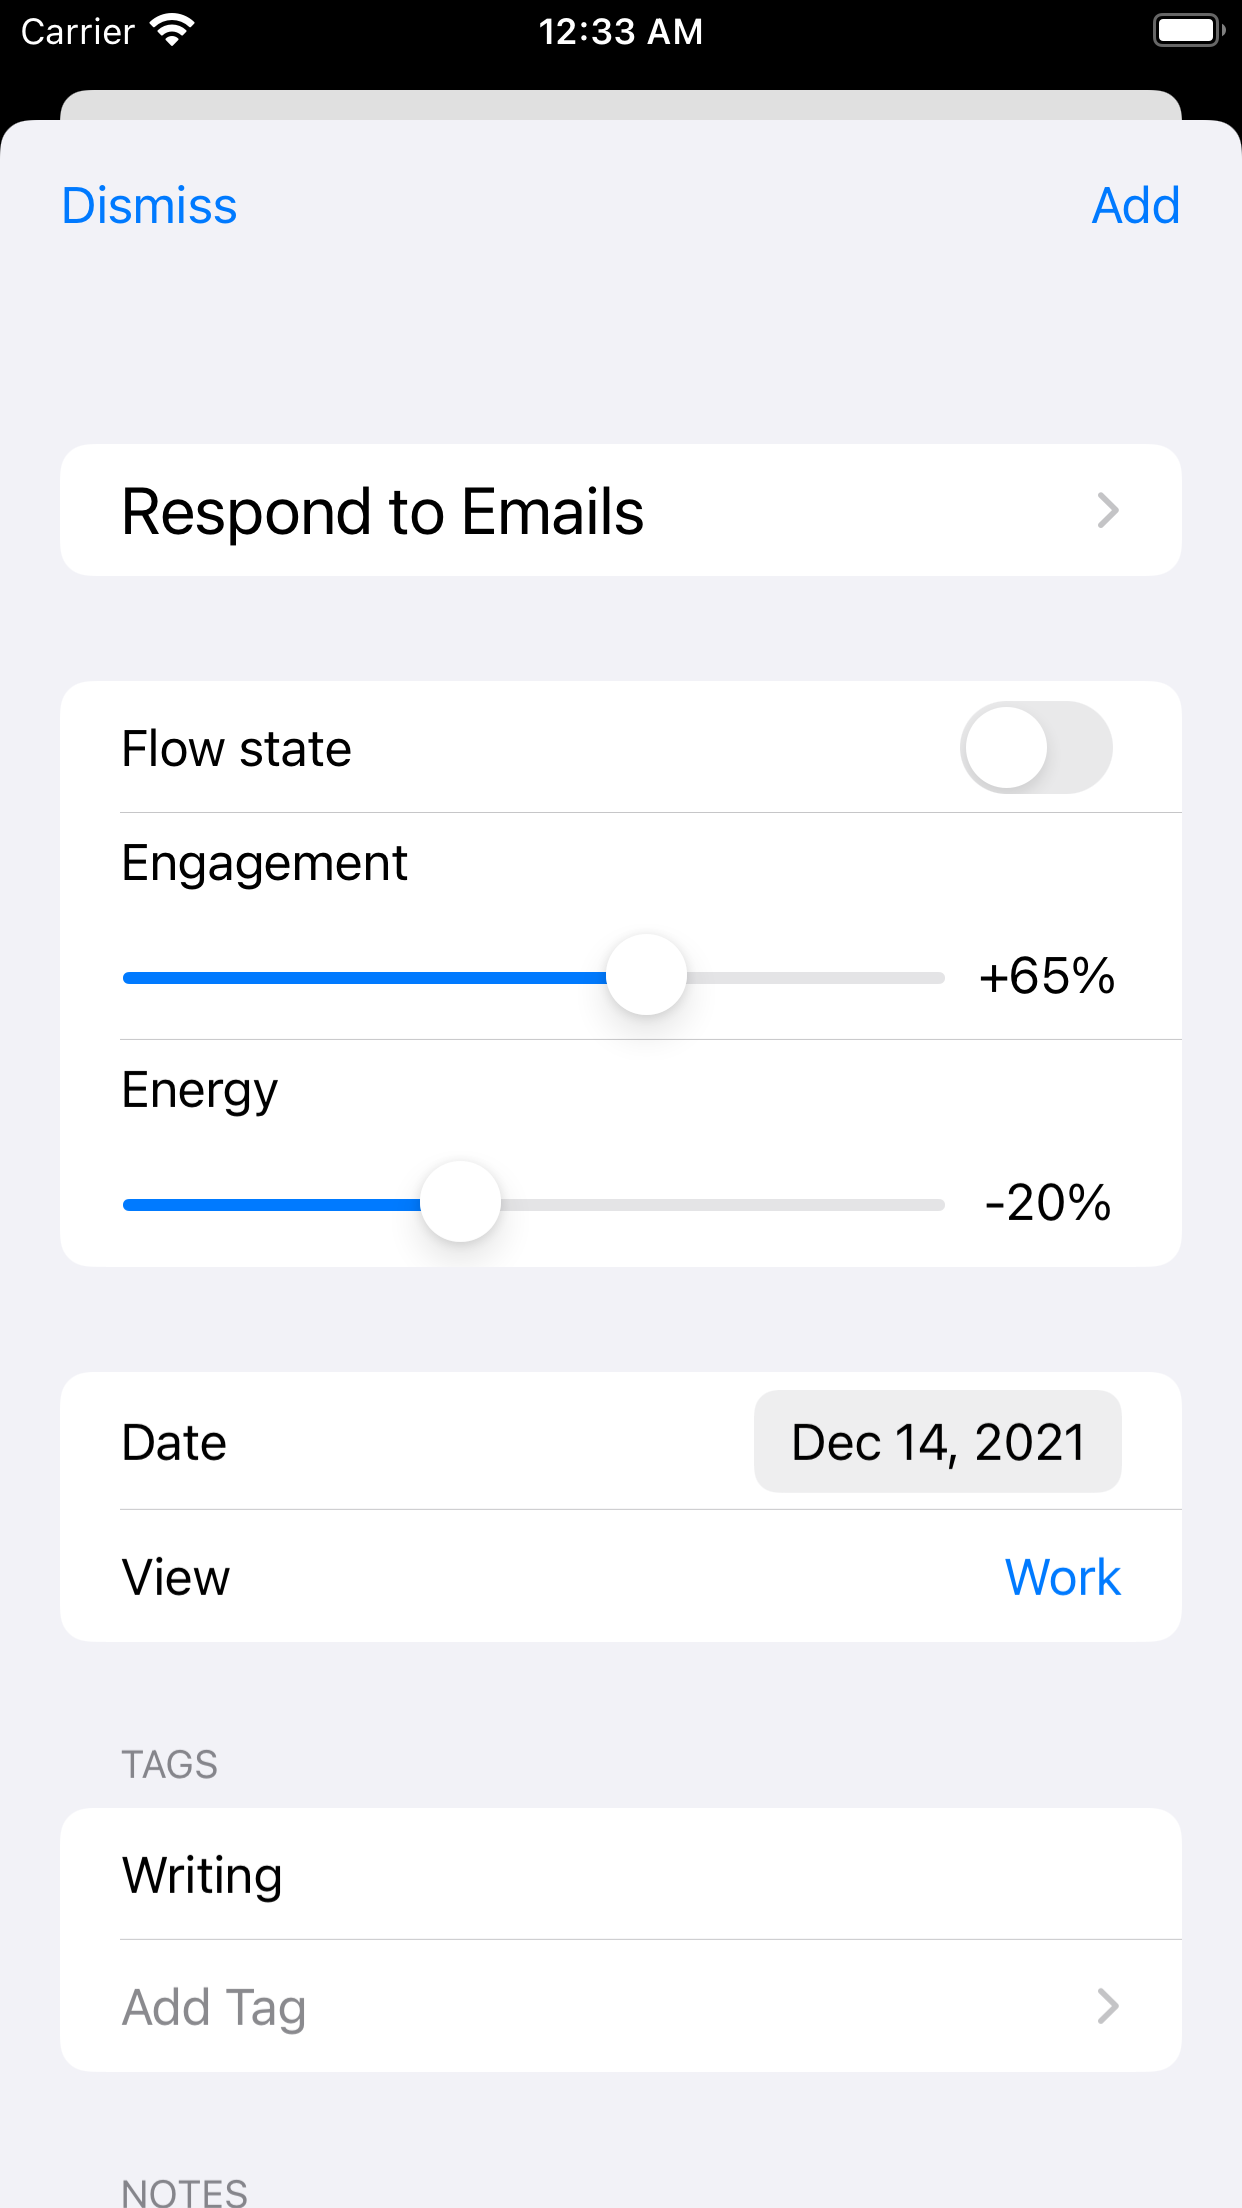 Carrier 12:33 AM
Dismiss Add
Respond to Emails
Flow state
Engagement
+65%
Energy
-20%
Date Dec 14, 2021
View Work
TAGS
Writing
Add Tag
NOTES